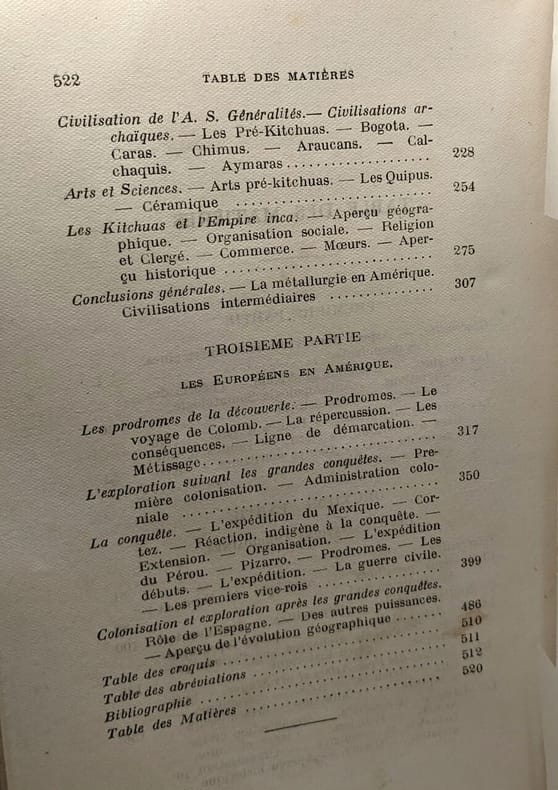 522 TABLE DES MATIÈRES
Civilisation de l'A. S. Généralités.— Civilisations ar-
chaïques. — Les Pré-Kitchuas. — Bogota. —
Caras. — Chimus. — Araucans. — Cal-
chaquis. — Aymaras .................... 228
Arts et Sciences. — Arts pré-kitchuas. — Les Quipus.
— Céramique .......................... 254
Les Kitchuas et l'Empire inca. — Aperçu géogra-
phique. — Organisation sociale. — Religion
et Clergé. — Commerce. — Mœurs. — Aper-
çu historique .......................... 275
Conclusions générales. — La métallurgie en Amérique.
Civilisations intermédiaires .............. 307
TROISIEME PARTIE
LES EUROPÉENS EN AMÉRIQUE.
Les prodromes de la découverte. — Prodromes. — Le
voyage de Colomb. — La répercussion. — Les
conséquences. — Ligne de démarcation. —
Métissage.............................. 317
L'exploration suivant les grandes conquêtes. — Pre-
mière colonisation. — Administration colo-
niale .................................. 350
La conquête. — L'expédition du Mexique. — Cor-
tez. — Réaction, indigène à la conquête. —
Extension. — Organisation. — L'expédition
du Pérou. — Pizarro. — Prodromes. — Les
débuts. — L'expédition. — La guerre civile.
— Les premiers vice-rois ................ 399
Colonisation et exploration après les grandes conquêtes.
Rôle de l'Espagne. — Des autres puissances.
— Aperçu de l'évolution géographique ....... 486
Table des croquis .......................... 510
Table des abréviations ...................... 511
Bibliographie .............................. 512
Table des Matières .......................... 520